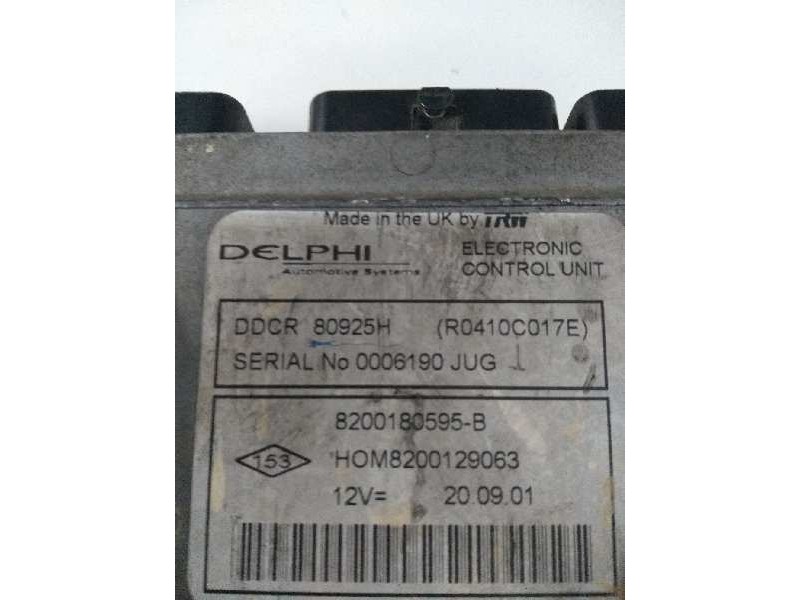 Made in the UK by TRW
DELPHI
Automotive Systems
ELECTRONIC
CONTROL UNIT
DDCR 80925H (R0410C017E)
SERIAL No 0006190 JUG
8200180595-B
153 HOM8200129063
12V= 20.09.01